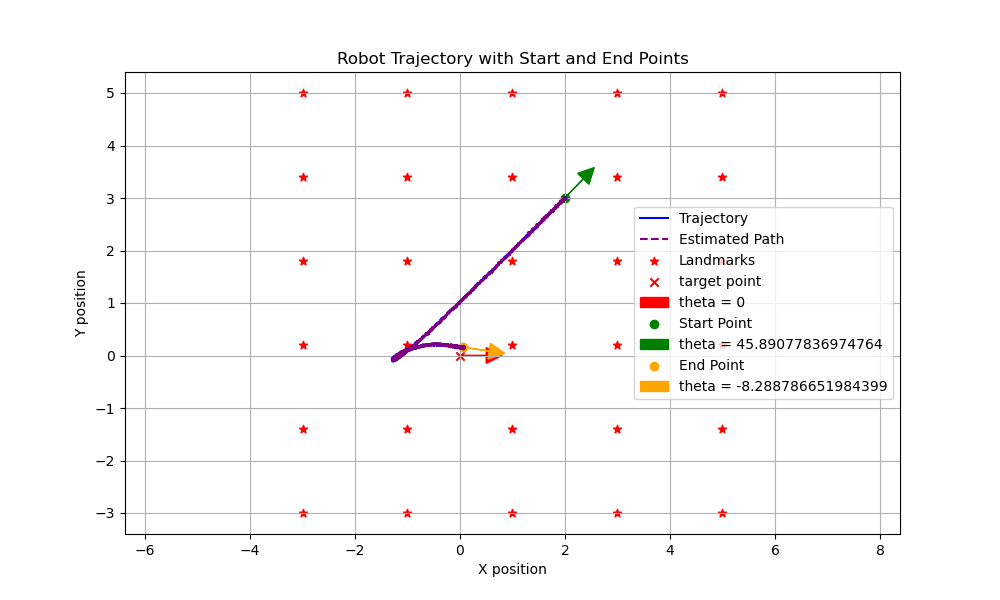 Robot Trajectory with Start and End Points
5
4
3
2
1
0
−1
−2
−3
Y position
−6
−4
−2
0
2
4
6
8
X position
Trajectory
Estimated Path
Landmarks
target point
theta = 0
Start Point
theta = 45.89077836974764
End Point
theta = -8.288786651984399